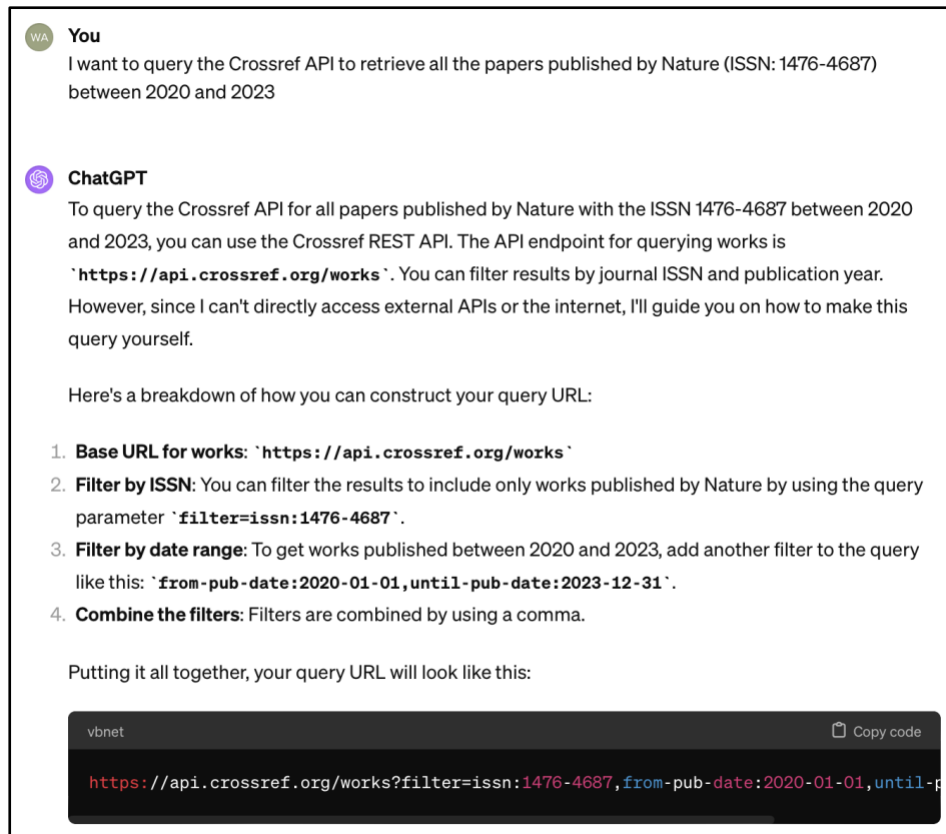 WA
You
I want to query the Crossref API to retrieve all the papers published by Nature (ISSN: 1476-4687)
between 2020 and 2023
ChatGPT
To query the Crossref API for all papers published by Nature with the ISSN 1476-4687 between 2020
and 2023, you can use the Crossref REST API. The API endpoint for querying works is
`https://api.crossref.org/works`. You can filter results by journal ISSN and publication year.
However, since I can't directly access external APIs or the internet, I'll guide you on how to make this
query yourself.
Here's a breakdown of how you can construct your query URL:
1. Base URL for works: `https://api.crossref.org/works`
2. Filter by ISSN: You can filter the results to include only works published by Nature by using the query
parameter `filter=issn:1476-4687`.
3. Filter by date range: To get works published between 2020 and 2023, add another filter to the query
like this: `from-pub-date:2020-01-01,until-pub-date:2023-12-31`.
4. Combine the filters: Filters are combined by using a comma.
Putting it all together, your query URL will look like this:
vbnet Copy code
https://api.crossref.org/works?filter=issn:1476-4687,from-pub-date:2020-01-01,until-p